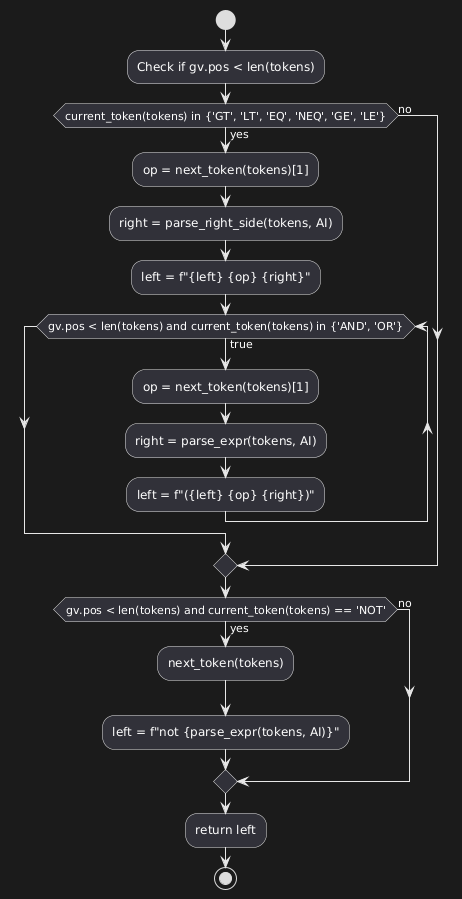 Check if gv.pos < len(tokens)
current_token(tokens) in {'GT', 'LT', 'EQ', 'NEQ', 'GE', 'LE'}
no
yes
op = next_token(tokens)[1]
right = parse_right_side(tokens, AI)
left = f"{left} {op} {right}"
gv.pos < len(tokens) and current_token(tokens) in {'AND', 'OR'}
true
op = next_token(tokens)[1]
right = parse_expr(tokens, AI)
left = f"({left} {op} {right})"
gv.pos < len(tokens) and current_token(tokens) == 'NOT'
no
yes
next_token(tokens)
left = f"not {parse_expr(tokens, AI)}"
return left